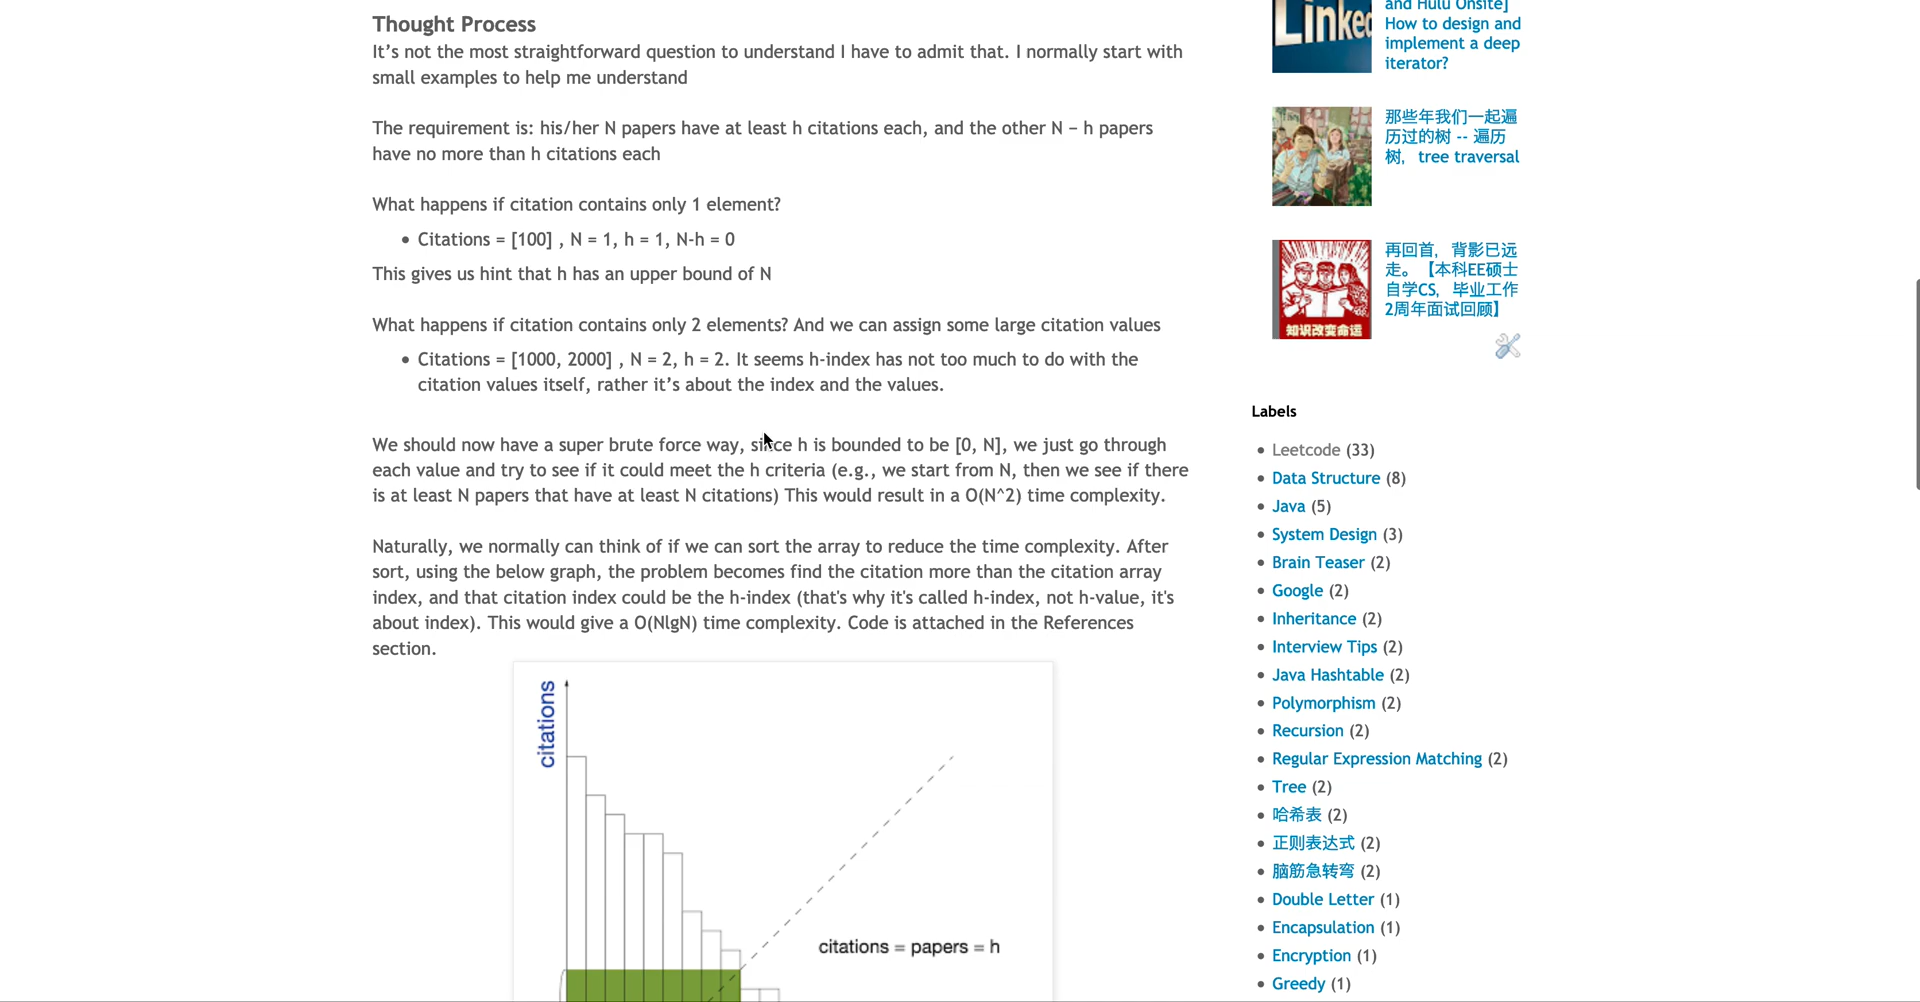 Thought Process
It’s not the most straightforward question to understand I have to admit that. I normally start with
small examples to help me understand
The requirement is: his/her N papers have at least h citations each, and the other N − h papers
have no more than h citations each
What happens if citation contains only 1 element?
• Citations = [100] , N = 1, h = 1, N-h = 0
This gives us hint that h has an upper bound of N
What happens if citation contains only 2 elements? And we can assign some large citation values
• Citations = [1000, 2000] , N = 2, h = 2. It seems h-index has not too much to do with the
citation values itself, rather it’s about the index and the values.
We should now have a super brute force way, since h is bounded to be [0, N], we just go through
each value and try to see if it could meet the h criteria (e.g., we start from N, then we see if there
is at least N papers that have at least N citations) This would result in a O(N^2) time complexity.
Naturally, we normally can think of if we can sort the array to reduce the time complexity. After
sort, using the below graph, the problem becomes find the citation more than the citation array
index, and that citation index could be the h-index (that's why it's called h-index, not h-value, it's
about index). This would give a O(NlgN) time complexity. Code is attached in the References
section.
citations
citations = papers = h
Linked
and Hulu Onsite]
How to design and
implement a deep
iterator?
那些年我们一起遍
历过的树 -- 遍历
树，tree traversal
知识改变命运
再回首，背影已远
走。【本科EE硕士
自学CS，毕业工作
2周年面试回顾】
Labels
• Leetcode (33)
• Data Structure (8)
• Java (5)
• System Design (3)
• Brain Teaser (2)
• Google (2)
• Inheritance (2)
• Interview Tips (2)
• Java Hashtable (2)
• Polymorphism (2)
• Recursion (2)
• Regular Expression Matching (2)
• Tree (2)
• 哈希表 (2)
• 正则表达式 (2)
• 脑筋急转弯 (2)
• Double Letter (1)
• Encapsulation (1)
• Encryption (1)
• Greedy (1)